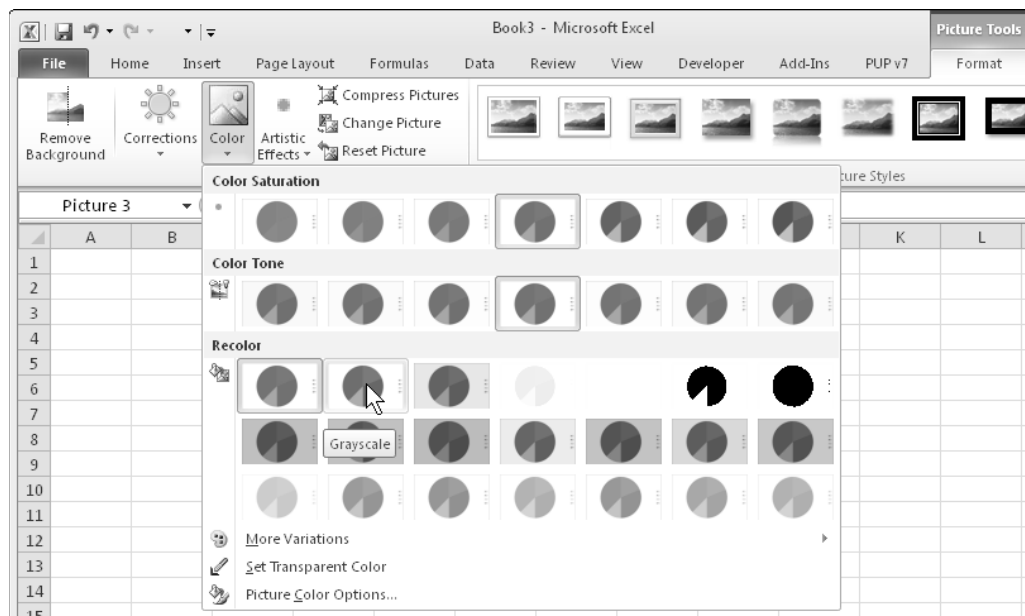 Book3 - Microsoft Excel
Picture Tools
File Home Insert Page Layout Formulas Data Review View Developer Add-Ins PUP v7 Format
Remove Background
Corrections
Color
Artistic Effects
Compress Pictures
Change Picture
Reset Picture
ture Styles
Picture 3
Color Saturation
A B K L
1
Color Tone
2
3
4
Recolor
5
6
7
8
Grayscale
9
10
11
12
More Variations
13
Set Transparent Color
14
Picture Color Options...
15